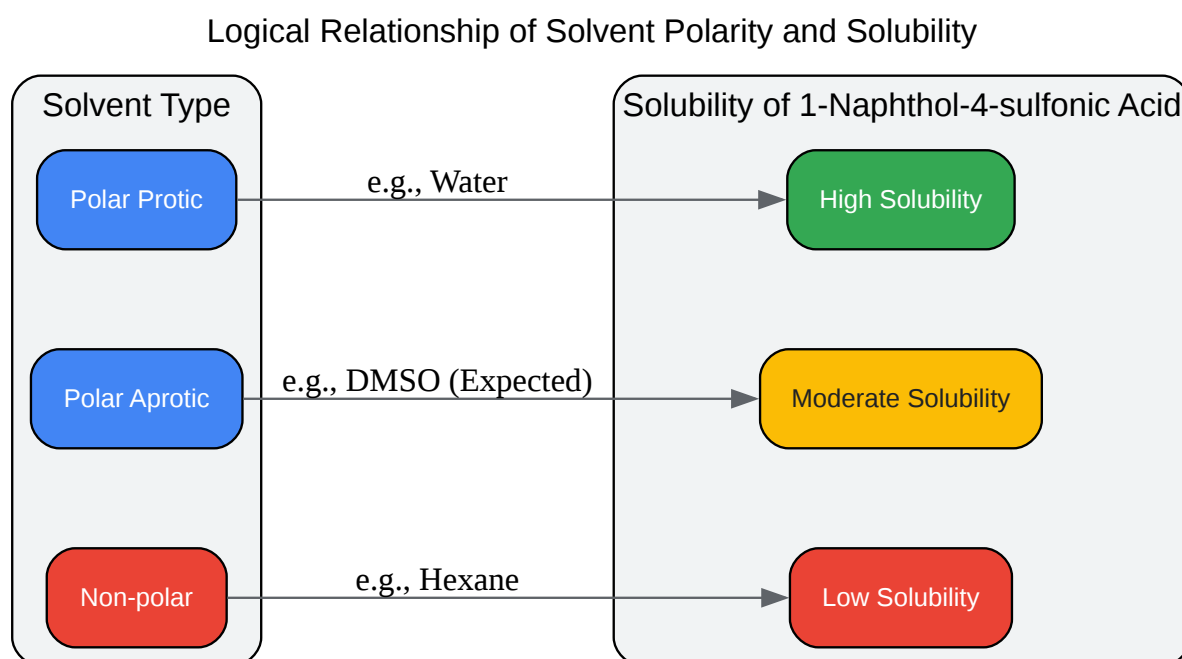 Logical Relationship of Solvent Polarity and Solubility
Solvent Type
Solubility of 1-Naphthol-4-sulfonic Acid
Polar Protic
e.g., Water
High Solubility
Polar Aprotic
e.g., DMSO (Expected)
Moderate Solubility
Non-polar
e.g., Hexane
Low Solubility